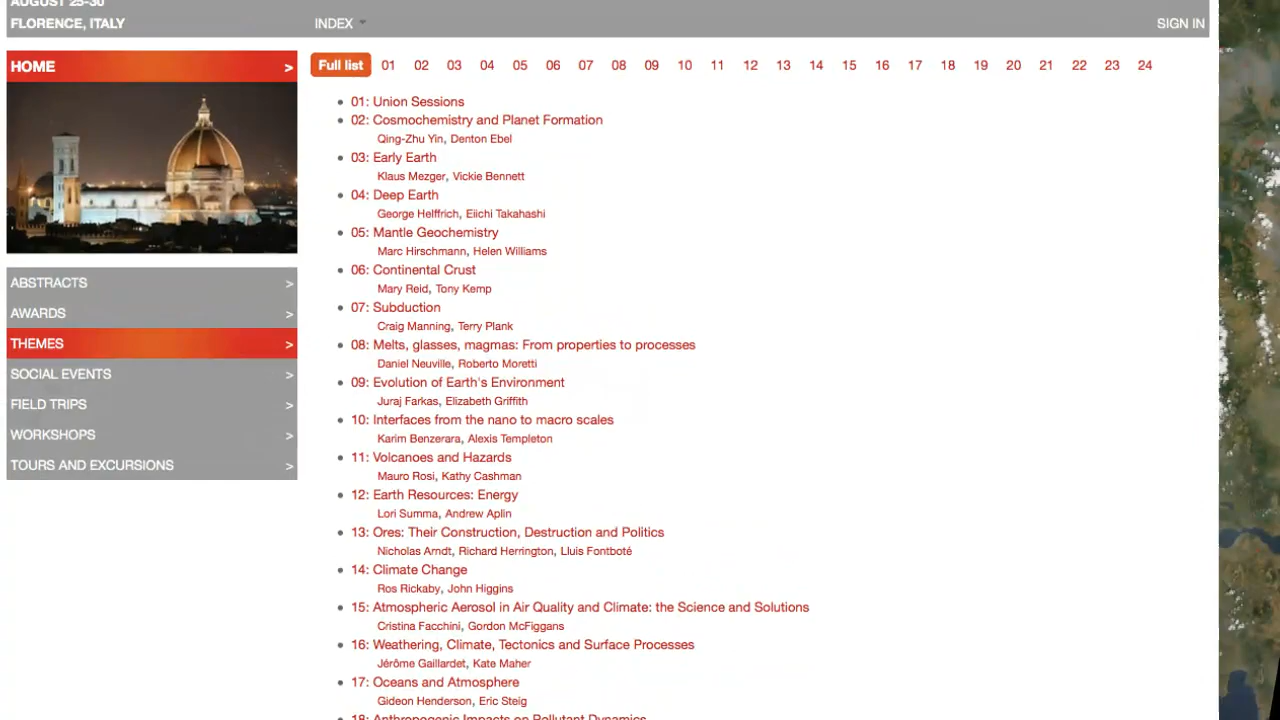 AUGUST 25-30
FLORENCE, ITALY
INDEX
SIGN IN
HOME >
Full list 01 02 03 04 05 06 07 08 09 10 11 12 13 14 15 16 17 18 19 20 21 22 23 24
ABSTRACTS >
AWARDS >
THEMES >
SOCIAL EVENTS >
FIELD TRIPS >
WORKSHOPS >
TOURS AND EXCURSIONS >
01: Union Sessions
02: Cosmochemistry and Planet Formation
Qing-Zhu Yin, Denton Ebel
03: Early Earth
Klaus Mezger, Vickie Bennett
04: Deep Earth
George Helffrich, Eiichi Takahashi
05: Mantle Geochemistry
Marc Hirschmann, Helen Williams
06: Continental Crust
Mary Reid, Tony Kemp
07: Subduction
Craig Manning, Terry Plank
08: Melts, glasses, magmas: From properties to processes
Daniel Neuville, Roberto Moretti
09: Evolution of Earth's Environment
Juraj Farkas, Elizabeth Griffith
10: Interfaces from the nano to macro scales
Karim Benzerara, Alexis Templeton
11: Volcanoes and Hazards
Mauro Rosi, Kathy Cashman
12: Earth Resources: Energy
Lori Summa, Andrew Aplin
13: Ores: Their Construction, Destruction and Politics
Nicholas Arndt, Richard Herrington, Lluis Fontboté
14: Climate Change
Ros Rickaby, John Higgins
15: Atmospheric Aerosol in Air Quality and Climate: the Science and Solutions
Cristina Facchini, Gordon McFiggans
16: Weathering, Climate, Tectonics and Surface Processes
Jérôme Gaillardet, Kate Maher
17: Oceans and Atmosphere
Gideon Henderson, Eric Steig
18: Anthropogenic Impacts on Pollutant Dynamics